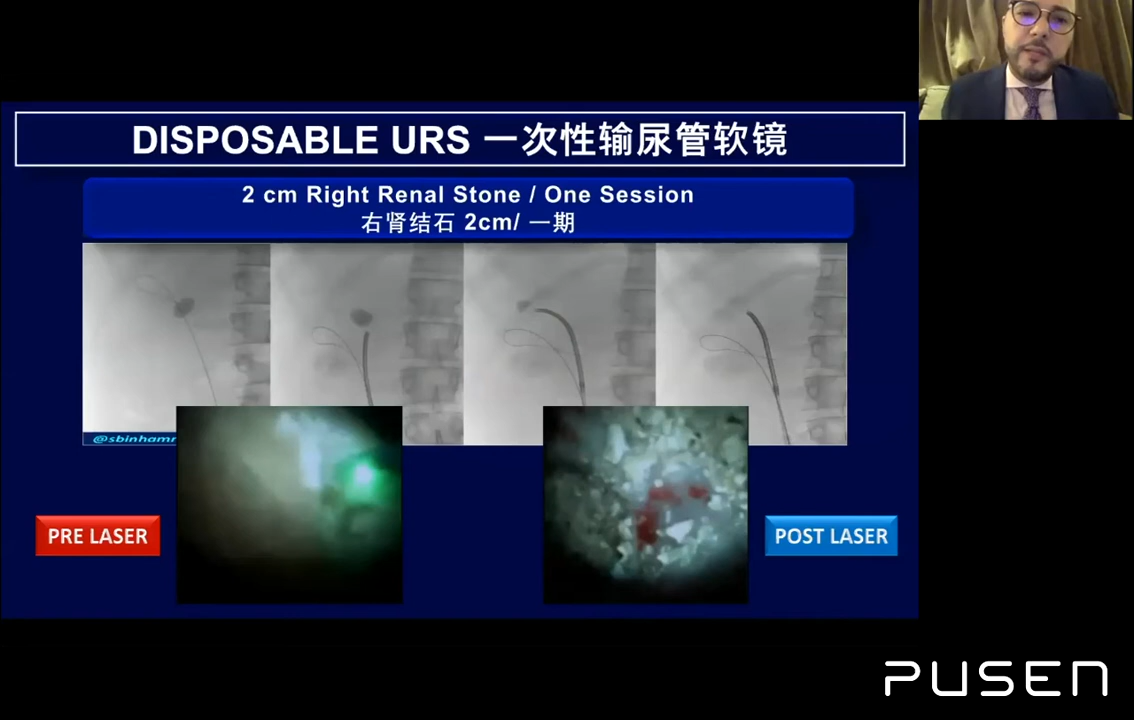 DISPOSABLE URS 一次性输尿管软镜
2 cm Right Renal Stone / One Session
右肾结石 2cm/ 一期
@sbinhamr
PRE LASER
POST LASER
PUSEN